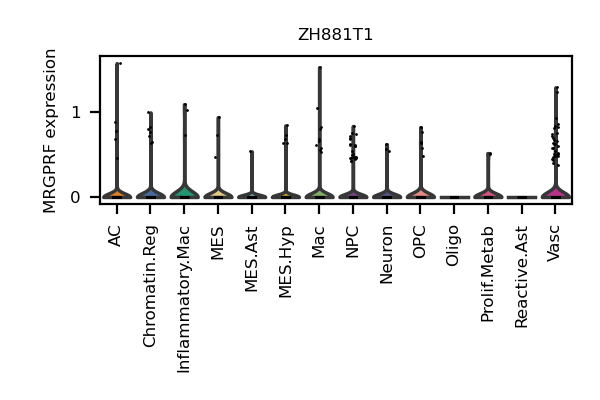 ZH881T1
MRGPRF expression
1
0
AC
Chromatin.Reg
Inflammatory.Mac
MES
MES.Ast
MES.Hyp
Mac
NPC
Neuron
OPC
Oligo
Prolif.Metab
Reactive.Ast
Vasc